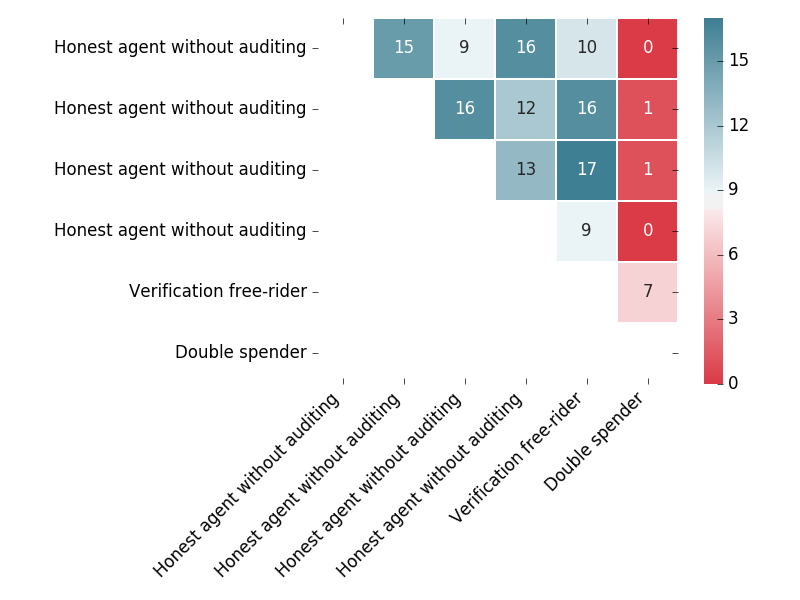 Honest agent without auditing 15 9 16 10 0
Honest agent without auditing 16 12 16 1
Honest agent without auditing 13 17 1
Honest agent without auditing 9 0
Verification free-rider 7
Double spender
15
12
9
6
3
0
Honest agent without auditing
Honest agent without auditing
Honest agent without auditing
Honest agent without auditing
Verification free-rider
Double spender